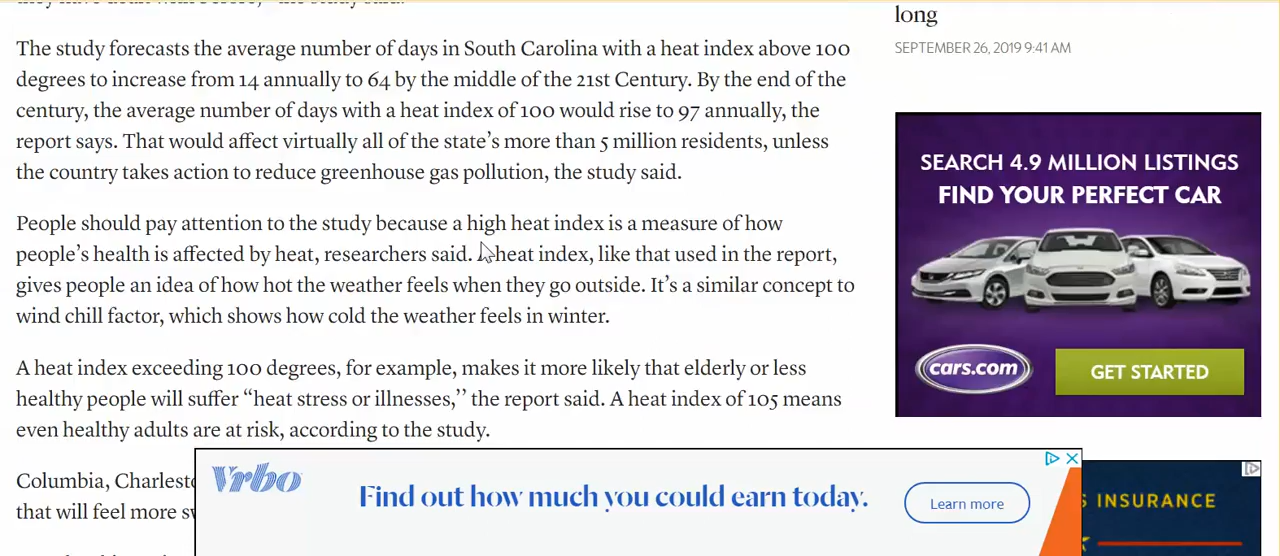 The study forecasts the average number of days in South Carolina with a heat index above 100
degrees to increase from 14 annually to 64 by the middle of the 21st Century. By the end of the
century, the average number of days with a heat index of 100 would rise to 97 annually, the
report says. That would affect virtually all of the state’s more than 5 million residents, unless
the country takes action to reduce greenhouse gas pollution, the study said.
People should pay attention to the study because a high heat index is a measure of how
people’s health is affected by heat, researchers said. heat index, like that used in the report,
gives people an idea of how hot the weather feels when they go outside. It’s a similar concept to
wind chill factor, which shows how cold the weather feels in winter.
A heat index exceeding 100 degrees, for example, makes it more likely that elderly or less
healthy people will suffer “heat stress or illnesses,’’ the report said. A heat index of 105 means
even healthy adults are at risk, according to the study.
Columbia,
that will feel more
long
SEPTEMBER 26, 2019 9:41 AM
SEARCH 4.9 MILLION LISTINGS
FIND YOUR PERFECT CAR
cars.com
GET STARTED
Vrbo
Find out how much you could earn today.
Learn more
INSURANCE